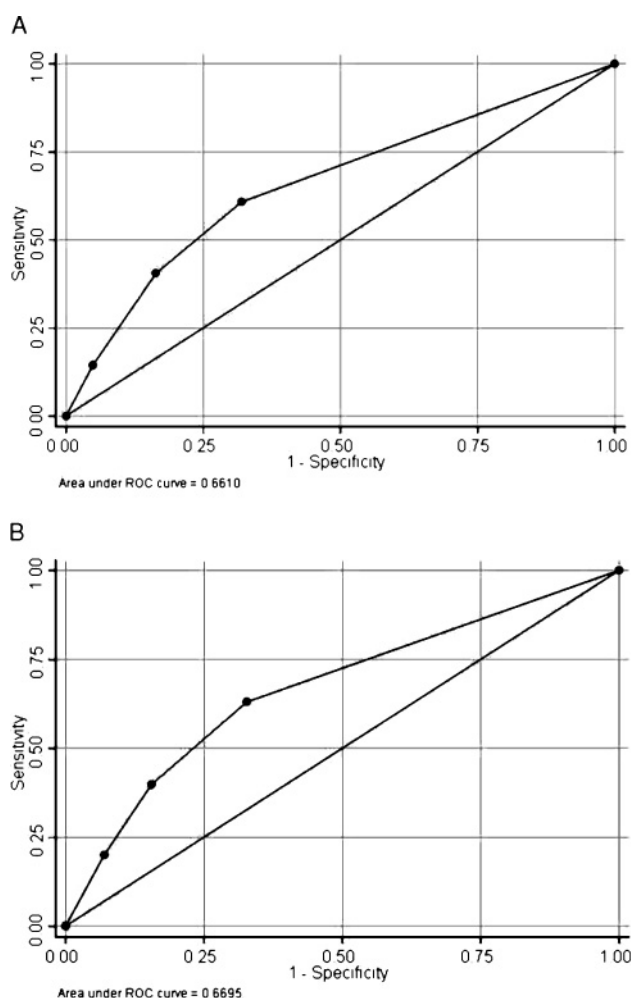 A
1 00
0 75
0 50
0 25
0 00
Sensitivity
0 00 0 25 0 50 0 75 1 00
1 - Specificity
Area under ROC curve = 0 6610
B
1 00
0 75
0 50
0 25
0 00
Sensitivity
0 00 0 25 0 50 0 75 1 00
1 - Specificity
Area under ROC curve = 0 6695